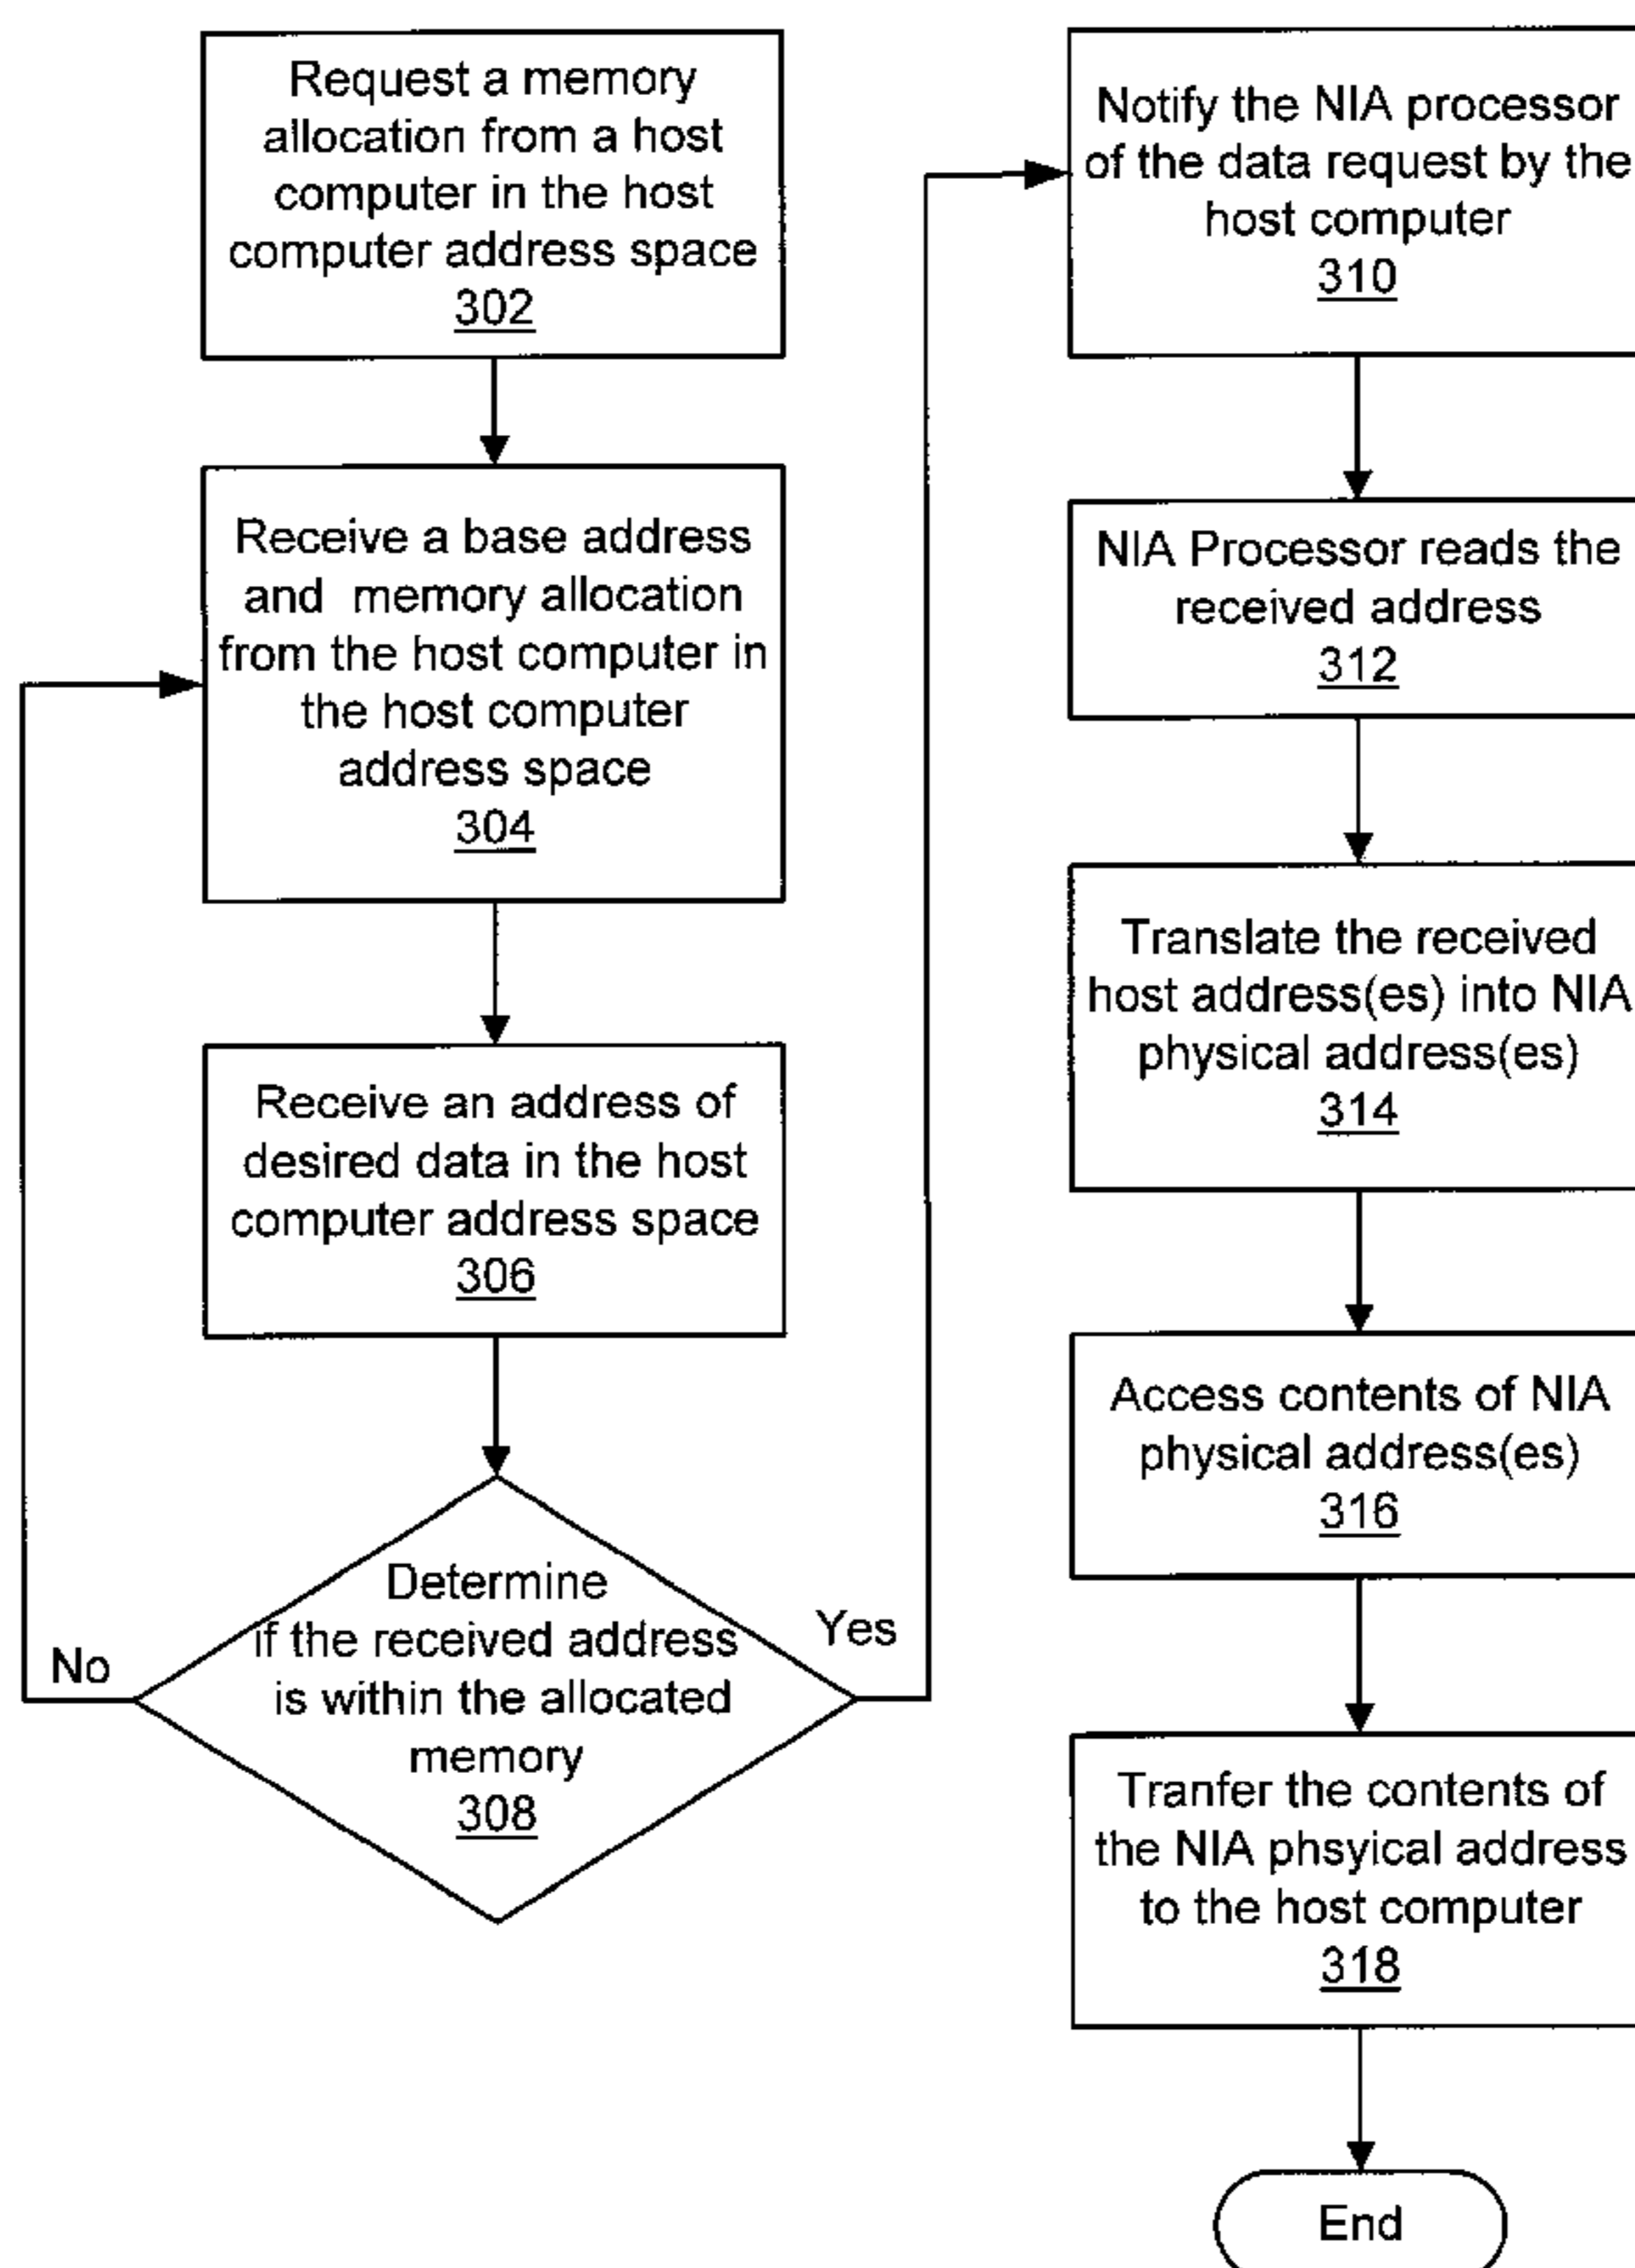 Request a memory
allocation from a host
computer in the host
computer address space
302
Receive a base address
and memory allocation
from the host computer in
the host computer
address space
304
Receive an address of
desired data in the host
computer address space
306
Determine
if the received address
is within the allocated
memory
308
No
Yes
Notify the NIA processor
of the data request by the
host computer
310
NIA Processor reads the
received address
312
Translate the received
host address(es) into NIA
physical address(es)
314
Access contents of NIA
physical address(es)
316
Tranfer the contents of
the NIA phsyical address
to the host computer
318
End